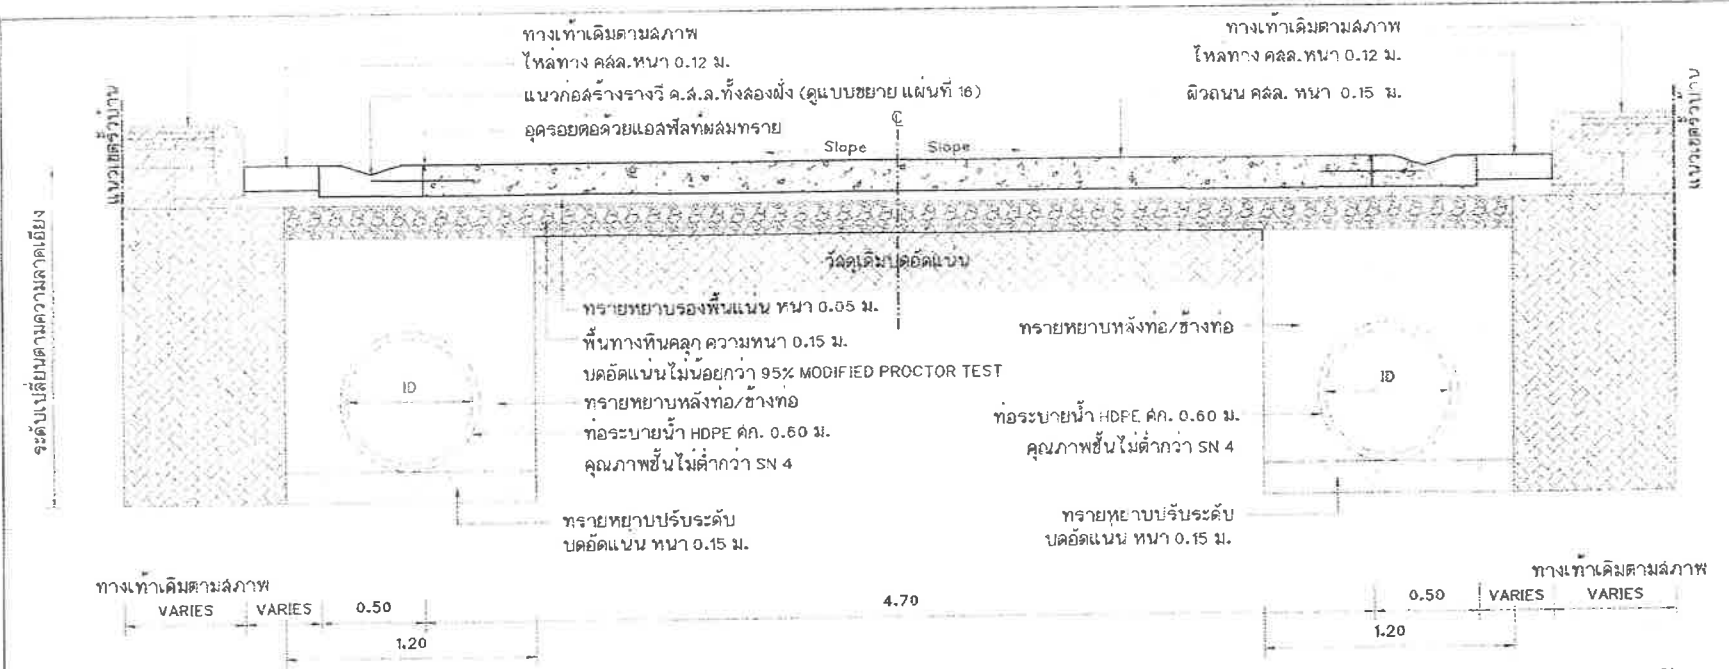 ทางเท้าเดิมตามสภาพ
ไหล่ทาง คสล.หนา 0.12 ม.
แนวก่อสร้างรางวี ค.ส.ล.ทั้งสองฝั่ง (ดูแบบขยาย แผ่นที่ 16)
อุดรอยต่อด้วยแอสฟัลท์ผสมทราย
ทางเท้าเดิมตามสภาพ
ไหล่ทาง คสล.หนา 0.12 ม.
ผิวถนน คสล. หนา 0.15 ม.
แนวเขตรั้วบ้าน
แนวเขตรั้วบ้าน
℄
Slope
Slope
ระดับเปลี่ยนตามความลาดเอียง
วัสดุเดิมบดอัดแน่น
ทรายหยาบรองพื้นแน่น หนา 0.05 ม.
พื้นทางหินคลุก ความหนา 0.15 ม.
บดอัดแน่นไม่น้อยกว่า 95% MODIFIED PROCTOR TEST
ทรายหยาบหลังท่อ/ข้างท่อ
ท่อระบายน้ำ HDPE ศก. 0.60 ม.
คุณภาพชั้นไม่ต่ำกว่า SN 4
ทรายหยาบปรับระดับ
บดอัดแน่น หนา 0.15 ม.
ID
ทรายหยาบหลังท่อ/ข้างท่อ
ท่อระบายน้ำ HDPE ศก. 0.60 ม.
คุณภาพชั้นไม่ต่ำกว่า SN 4
ทรายหยาบปรับระดับ
บดอัดแน่น หนา 0.15 ม.
ID
ทางเท้าเดิมตามสภาพ
VARIES
VARIES
0.50
4.70
0.50
VARIES
ทางเท้าเดิมตามสภาพ
VARIES
1.20
1.20